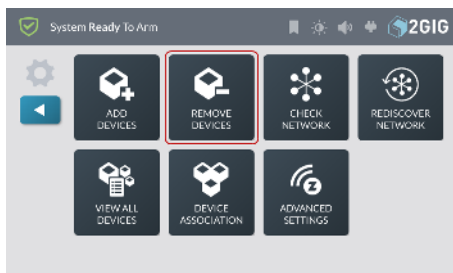 System Ready To Arm
2GIG
ADD
DEVICES
REMOVE
DEVICES
CHECK
NETWORK
REDISCOVER
NETWORK
VIEW ALL
DEVICES
DEVICE
ASSOCIATION
ADVANCED
SETTINGS